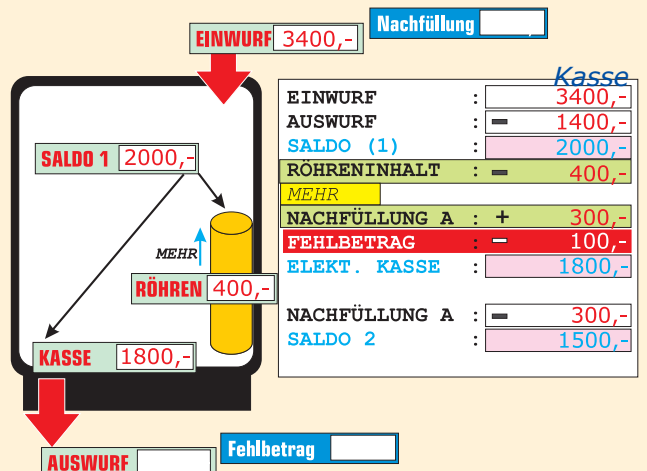 Nachfüllung
EINWURF 3400,-
Kasse
EINWURF : 3400,-
AUSWURF : - 1400,-
SALDO (1) : 2000,-
RÖHRENINHALT : - 400,-
MEHR
NACHFÜLLUNG A : + 300,-
FEHLBETRAG : - 100,-
ELEKT. KASSE : 1800,-
NACHFÜLLUNG A : - 300,-
SALDO 2 : 1500,-
SALDO 1 2000,-
MEHR
RÖHREN 400,-
KASSE 1800,-
Fehlbetrag
AUSWURF